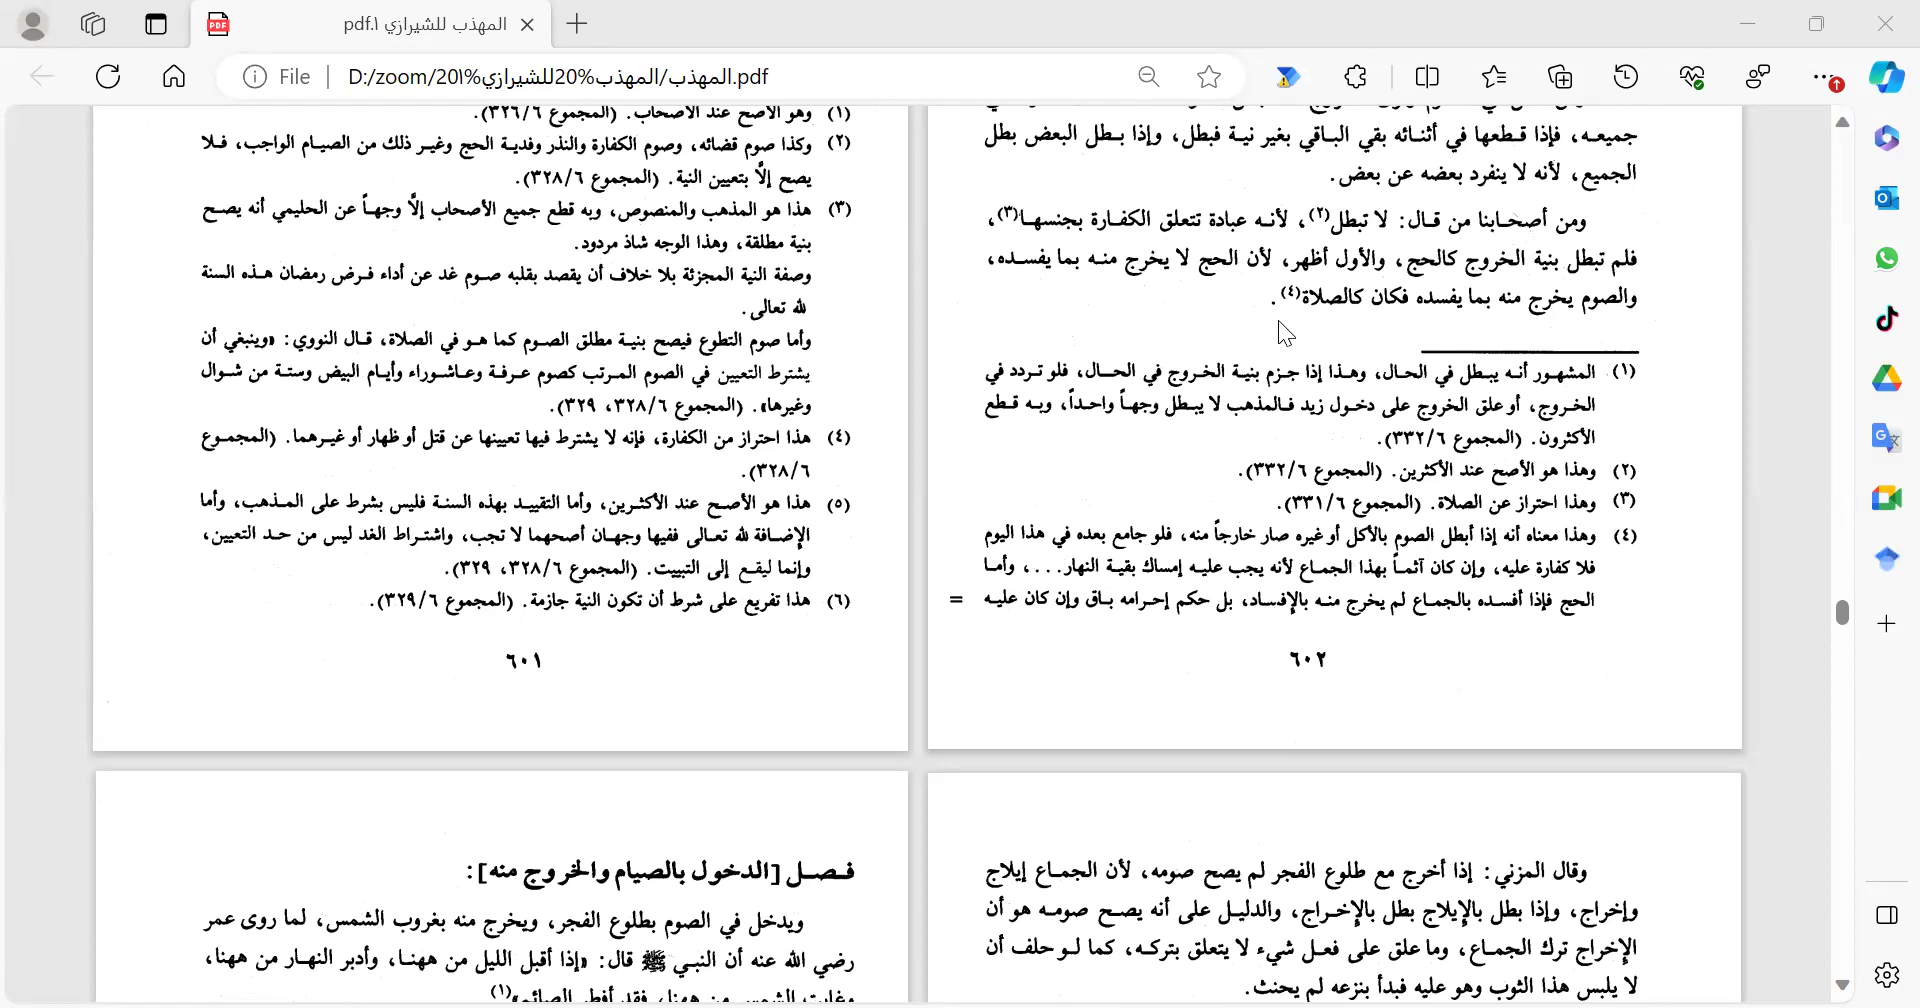 المهذب للشيرازي ١.pdf
File
D:/zoom/المهذب/المهذب%20للشيرازي%20١.pdf
(١) وهو الأصح عند الأصحاب. (المجموع ٣٢٦/٦).
(٢) وكذا صوم قضائه، وصوم الكفارة والنذر وفدية الحج وغير ذلك من الصيام الواجب، فلا
يصح إلَّا بتعيين النية. (المجموع ٣٢٨/٦).
(٣) هذا هو المذهب والمنصوص، وبه قطع جميع الأصحاب إلَّا وجهاً عن الحليمي أنه يصح
بنية مطلقة، وهذا الوجه شاذ مردود.
وصفة النية المجزئة بلا خلاف أن يقصد بقلبه صوم غد عن أداء فرض رمضان هذه السنة
لله تعالى.
وأما صوم التطوع فيصح بنية مطلق الصوم كما هو في الصلاة، قال النووي: «وينبغي أن
يشترط التعيين في الصوم المرتب كصوم عرفة وعاشوراء وأيام البيض وستة من شوال
وغيرها». (المجموع ٣٢٨/٦، ٣٢٩).
(٤) هذا احتراز من الكفارة، فإنه لا يشترط فيها تعيينها عن قتل أو ظهار أو غيرهما. (المجموع
٣٢٨/٦).
(٥) هذا هو الأصح عند الأكثرين، وأما التقييد بهذه السنة فليس بشرط على المذهب، وأما
الإضافة لله تعالى ففيها وجهان أصحهما لا تجب، واشتراط الغد ليس من حد التعيين،
وإنما ليقع إلى التبييت. (المجموع ٣٢٨/٦، ٣٢٩).
(٦) هذا تفريع على شرط أن تكون النية جازمة. (المجموع ٣٢٩/٦).
٦٠١
جميعه، فإذا قطعها في أثنائه بقي الباقي بغير نية فبطل، وإذا بطل البعض بطل
الجميع، لأنه لا ينفرد بعضه عن بعض.
ومن أصحابنا من قال: لا تبطل(٢)، لأنه عبادة تتعلق الكفارة بجنسها(٣)،
فلم تبطل بنية الخروج كالحج، والأول أظهر، لأن الحج لا يخرج منه بما يفسده،
والصوم يخرج منه بما يفسده فكان كالصلاة(٤).
(١) المشهور أنه يبطل في الحال، وهذا إذا جزم بنية الخروج في الحال، فلو تردد في
الخروج، أو علق الخروج على دخول زيد فالمذهب لا يبطل وجهاً واحداً، وبه قطع
الأكثرون. (المجموع ٣٣٢/٦).
(٢) وهذا هو الأصح عند الأكثرين. (المجموع ٣٣٢/٦).
(٣) وهذا احتراز عن الصلاة. (المجموع ٣٣١/٦).
(٤) وهذا معناه أنه إذا أبطل الصوم بالأكل أو غيره صار خارجاً منه، فلو جامع بعده في هذا اليوم
فلا كفارة عليه، وإن كان آثماً بهذا الجماع لأنه يجب عليه إمساك بقية النهار...، وأما
الحج فإذا أفسده بالجماع لم يخرج منه بالإفساد، بل حكم إحرامه باق وإن كان عليه =
٦٠٢
فصل [الدخول بالصيام والخروج منه]:
ويدخل في الصوم بطلوع الفجر، ويخرج منه بغروب الشمس، لما روى عمر
رضي الله عنه أن النبي ﷺ قال: «إذا أقبل الليل من ههنا، وأدبر النهار من ههنا،
وغابت الشمس من ههنا، فقد أفطر الصائم»(١)
وقال المزني: إذا أخرج مع طلوع الفجر لم يصح صومه، لأن الجماع إيلاج
وإخراج، وإذا بطل بالإيلاج بطل بالإخراج، والدليل على أنه يصح صومه هو أن
الإخراج ترك الجماع، وما علق على فعل شيء لا يتعلق بتركه، كما لو حلف أن
لا يلبس هذا الثوب وهو عليه فبدأ بنزعه لم يحنث.